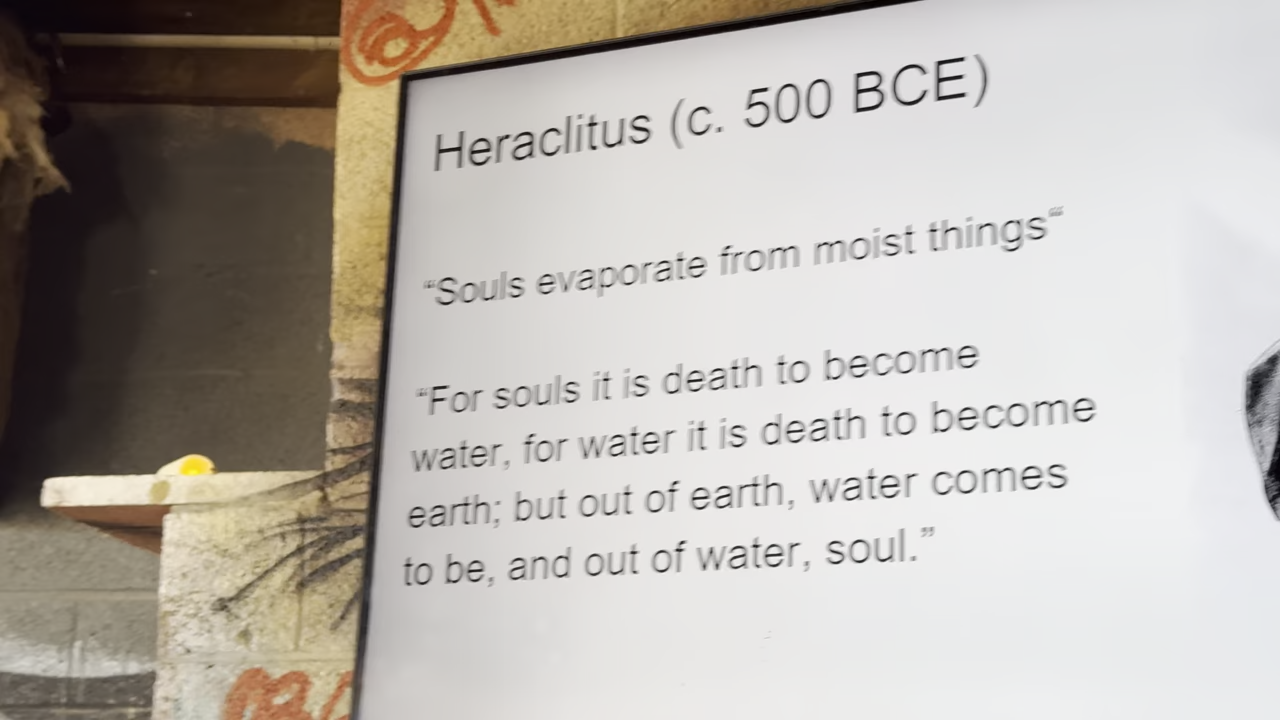 Heraclitus (c. 500 BCE)
“Souls evaporate from moist things“
“For souls it is death to become
water, for water it is death to become
earth; but out of earth, water comes
to be, and out of water, soul.”